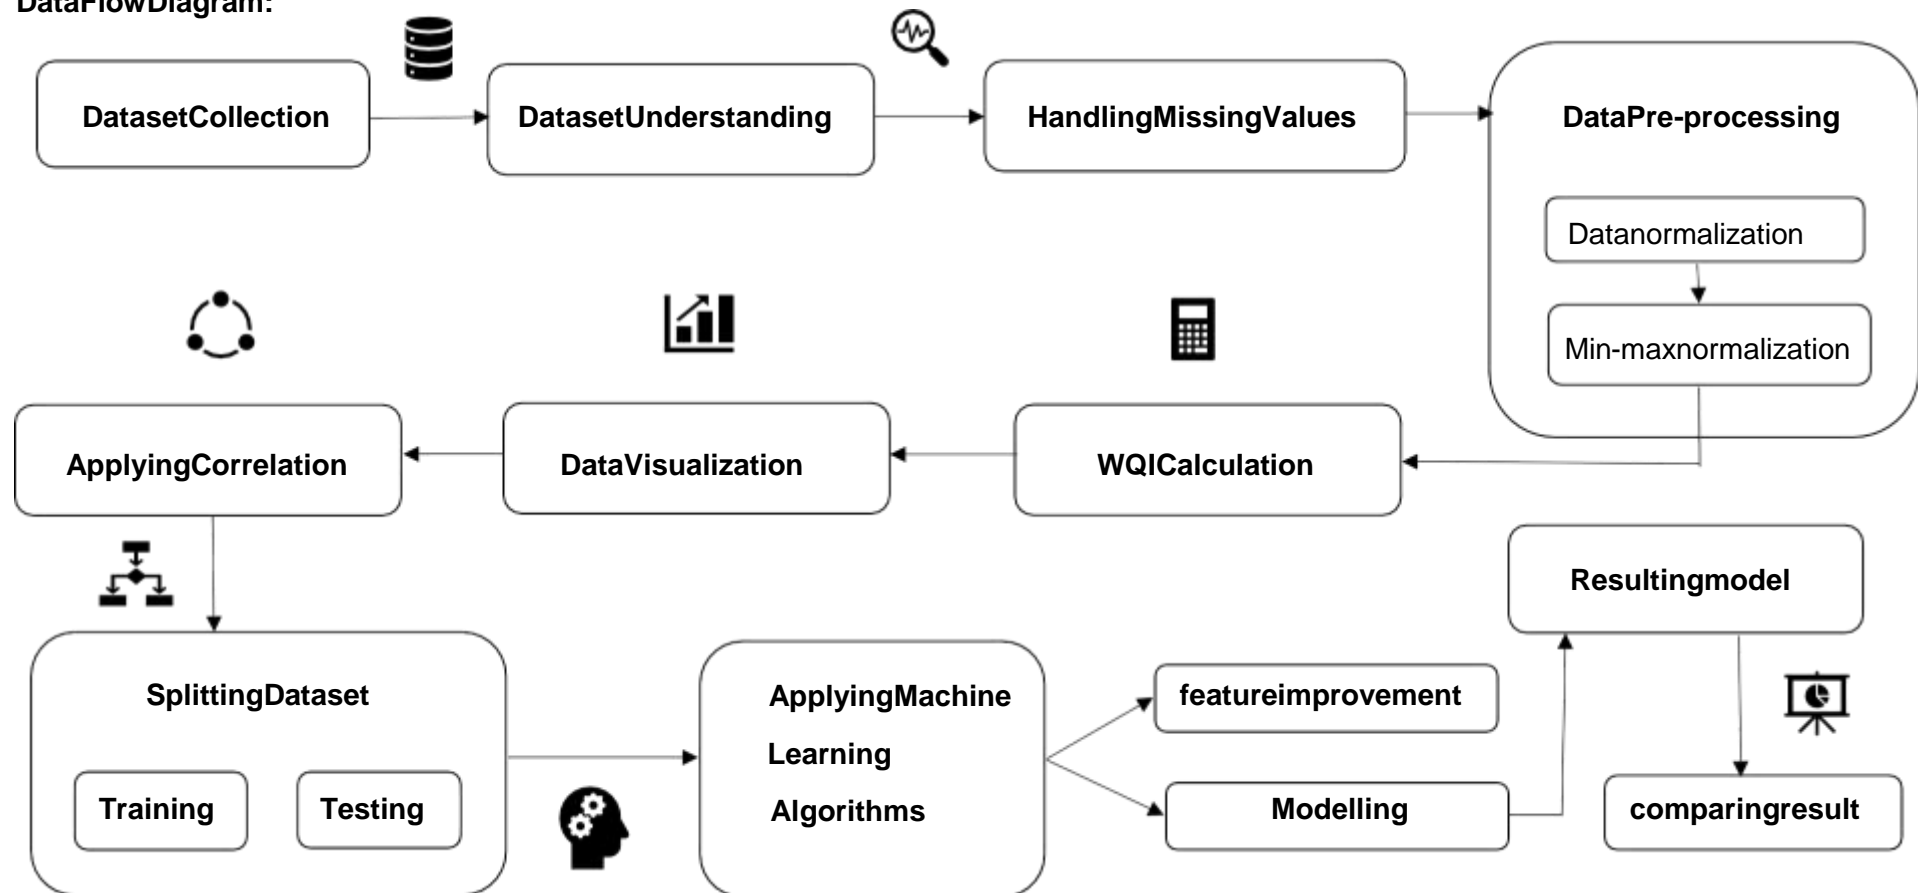 DataFlowDiagram:
DatasetCollection
DatasetUnderstanding
HandlingMissingValues
DataPre-processing
Datanormalization
Min-maxnormalization
ApplyingCorrelation
DataVisualization
WQICalculation
Resultingmodel
SplittingDataset
Training
Testing
ApplyingMachine
Learning
Algorithms
featureimprovement
Modelling
comparingresult